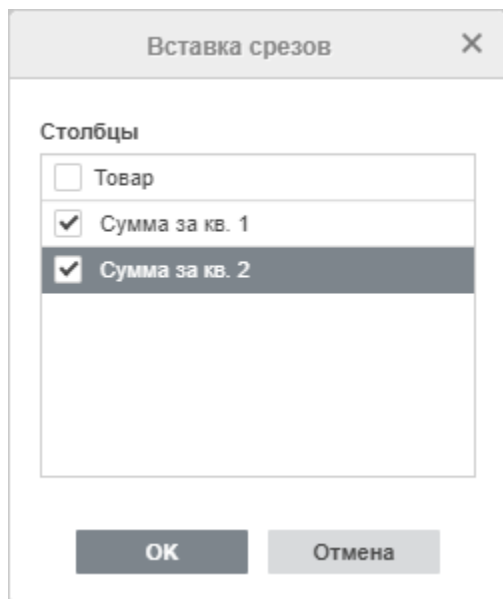 Вставка срезов
Столбцы
Товар
Сумма за кв. 1
Сумма за кв. 2
OK
Отмена